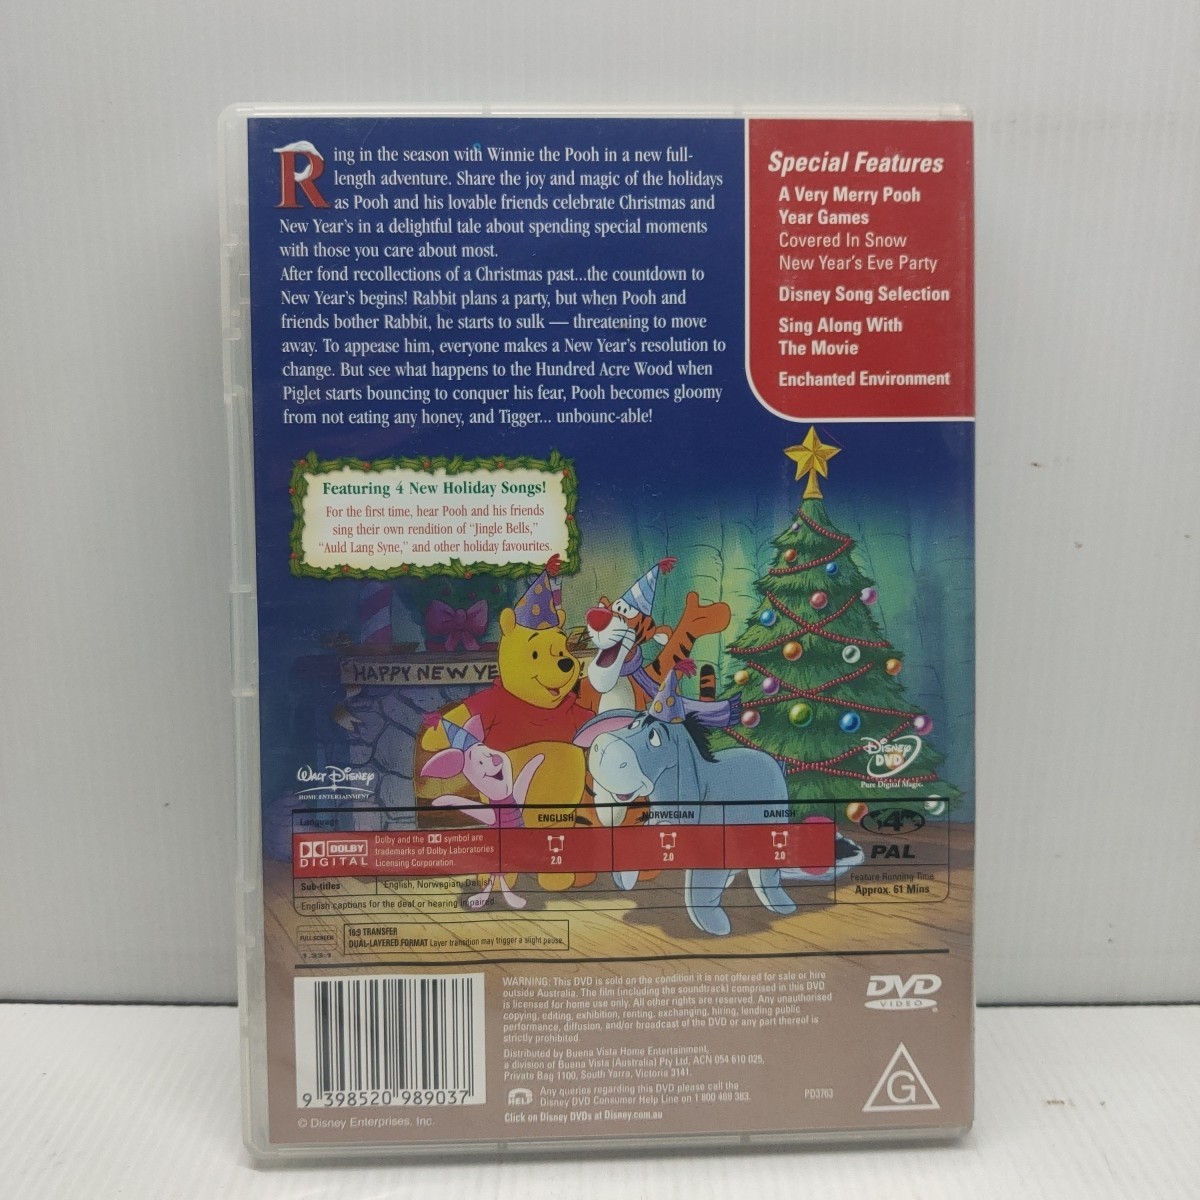 Ring in the season with Winnie the Pooh in a new full-
length adventure. Share the joy and magic of the holidays
as Pooh and his lovable friends celebrate Christmas and
New Year's in a delightful tale about spending special moments
with those you care about most.
After fond recollections of a Christmas past...the countdown to
New Year's begins! Rabbit plans a party, but when Pooh and
friends bother Rabbit, he starts to sulk — threatening to move
away. To appease him, everyone makes a New Year's resolution to
change. But see what happens to the Hundred Acre Wood when
Piglet starts bouncing to conquer his fear, Pooh becomes gloomy
from not eating any honey, and Tigger... unbounc-able!
Special Features
A Very Merry Pooh
Year Games
Covered In Snow
New Year's Eve Party
Disney Song Selection
Sing Along With
The Movie
Enchanted Environment
Featuring 4 New Holiday Songs!
For the first time, hear Pooh and his friends
sing their own rendition of "Jingle Bells,"
"Auld Lang Syne," and other holiday favourites.
HAPPY NEW YE
Walt Disney
HOME ENTERTAINMENT
Disney
DVD
Pure Digital Magic.
Language
ENGLISH
NORWEGIAN
DANISH
DOLBY
DIGITAL
Dolby and the DD symbol are
trademarks of Dolby Laboratories
Licensing Corporation.
2.0
2.0
2.0
4
PAL
Sub-titles
English, Norwegian, Danish
English captions for the deaf or hearing impaired
Feature Running Time
Approx. 61 Mins
FULL SCREEN
1.33:1
16:9 TRANSFER
DUAL-LAYERED FORMAT Layer transition may trigger a slight pause.
WARNING: This DVD is sold on the condition it is not offered for sale or hire
outside Australia. The film (including the soundtrack) comprised in this DVD
is licensed for home use only. All other rights are reserved. Any unauthorised
copying, editing, exhibition, renting, exchanging, hiring, lending public
performance, diffusion, and/or broadcast of the DVD or any part thereof is
strictly prohibited.
Distributed by Buena Vista Home Entertainment,
a division of Buena Vista (Australia) Pty Ltd, ACN 054 610 025,
Private Bag 1100, South Yarra, Victoria 3141.
HELP
Any queries regarding this DVD please call the
Disney DVD Consumer Help Line on 1 800 469 383.
Click on Disney DVDs at Disney.com.au
PD3763
DVD
VIDEO
G
9 398520 989037
© Disney Enterprises, Inc.